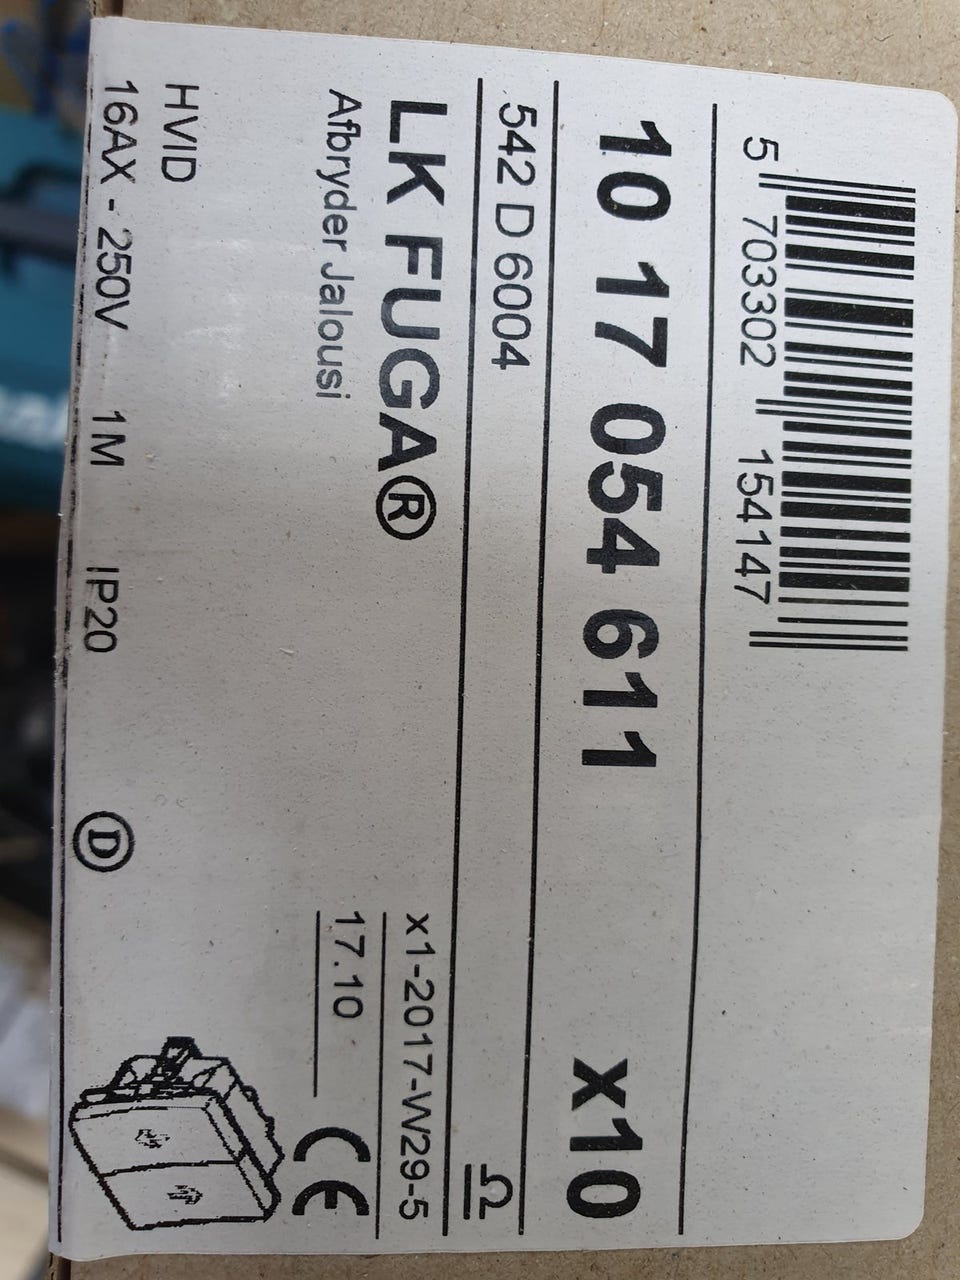 5 703302 154147
10 17 054 611 x10
542 D 6004
LK FUGA®
x1-2017-W29-5
Afbryder Jalousi
17.10
CE
HVID
16AX - 250V 1M IP20 D